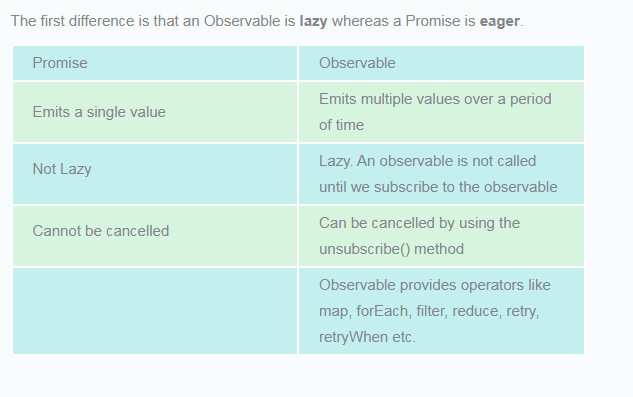 The first difference is that an Observable is lazy whereas a Promise is eager.
Promise
Observable
Emits a single value
Emits multiple values over a period
of time
Not Lazy
Lazy. An observable is not called
until we subscribe to the observable
Cannot be cancelled
Can be cancelled by using the
unsubscribe() method
Observable provides operators like
map, forEach, filter, reduce, retry,
retryWhen etc.